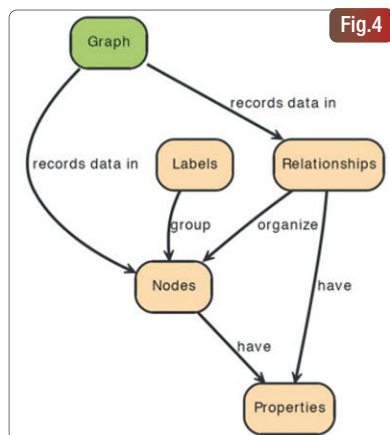 Fig.4
Graph
records data in
records data in
Labels
Relationships
group
organize
Nodes
have
have
Properties